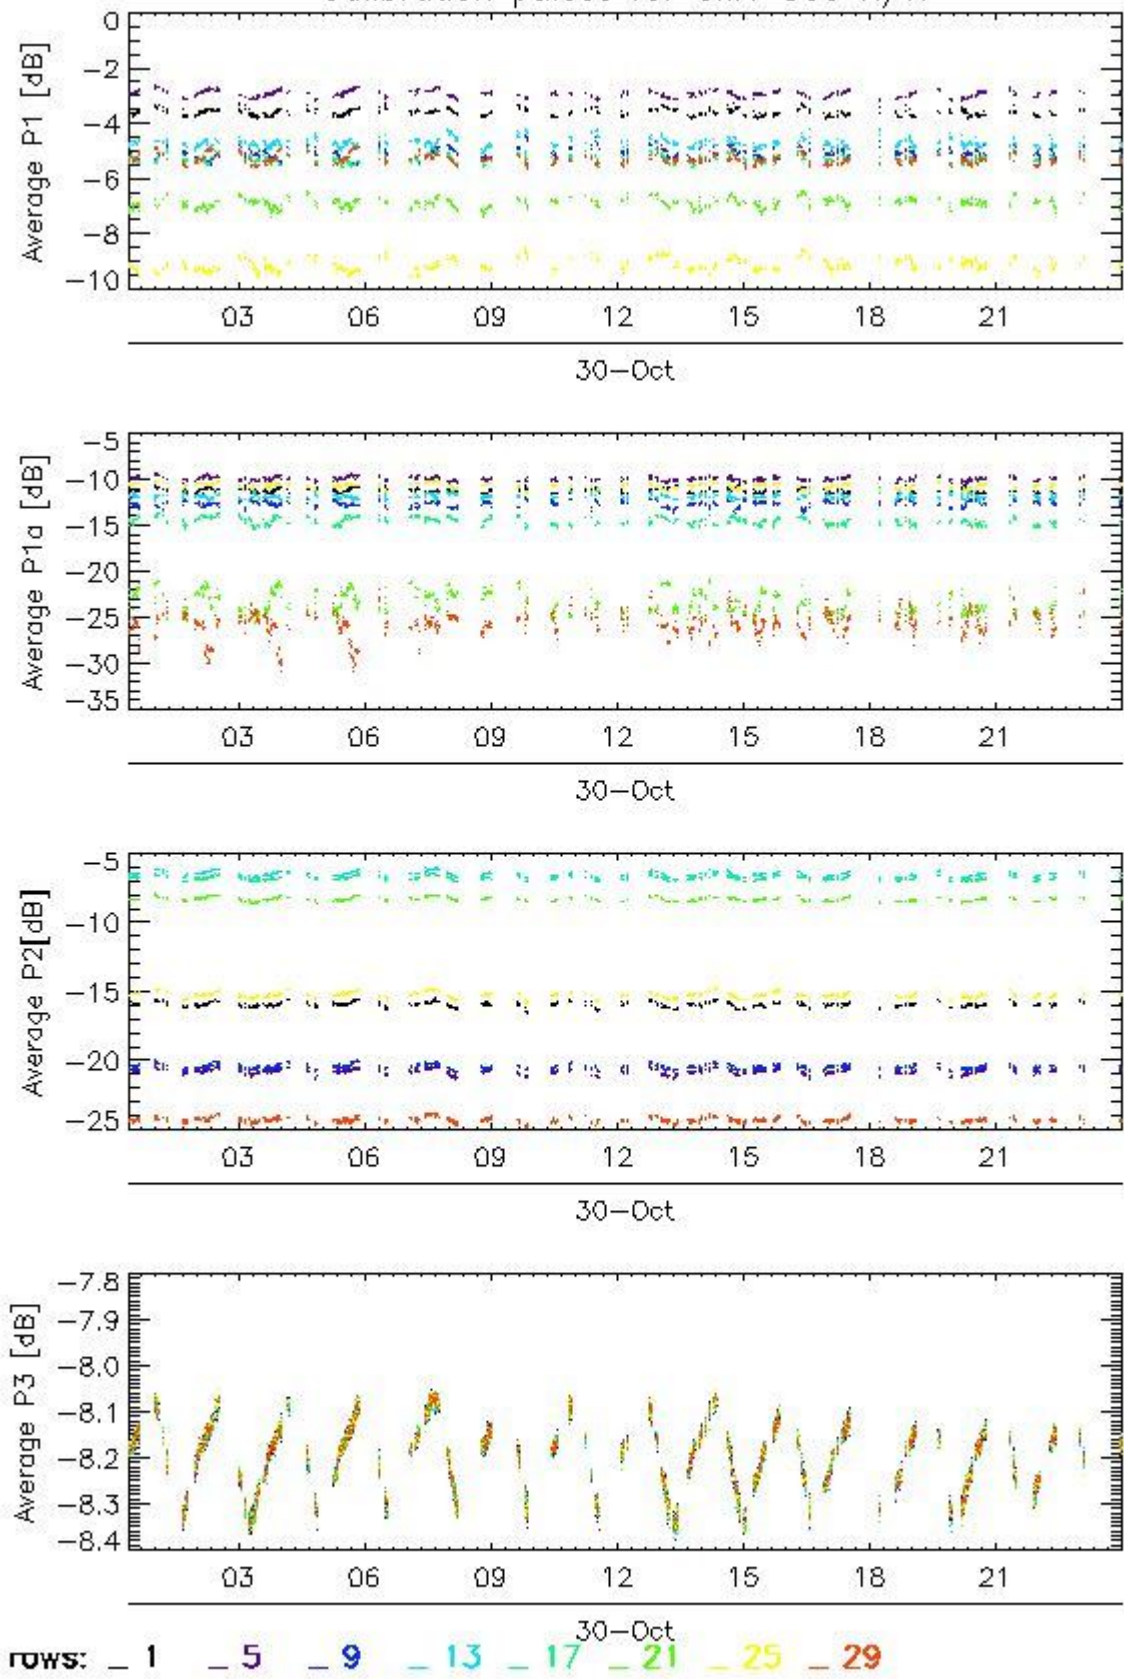 Calibration pulses for
0
-2
-4
-6
-8
-10
Average P1 [dB]
03 06 09 12 15 18 21
30-Oct
-5
-10
-15
-20
-25
-30
-35
Average P1a [dB]
03 06 09 12 15 18 21
30-Oct
-5
-10
-15
-20
-25
Average P2[dB]
03 06 09 12 15 18 21
30-Oct
-7.8
-7.9
-8.0
-8.1
-8.2
-8.3
-8.4
Average P3 [dB]
03 06 09 12 15 18 21
30-Oct
rows: _ 1 _ 5 _ 9 _ 13 _ 17 _ 21 _ 25 _ 29